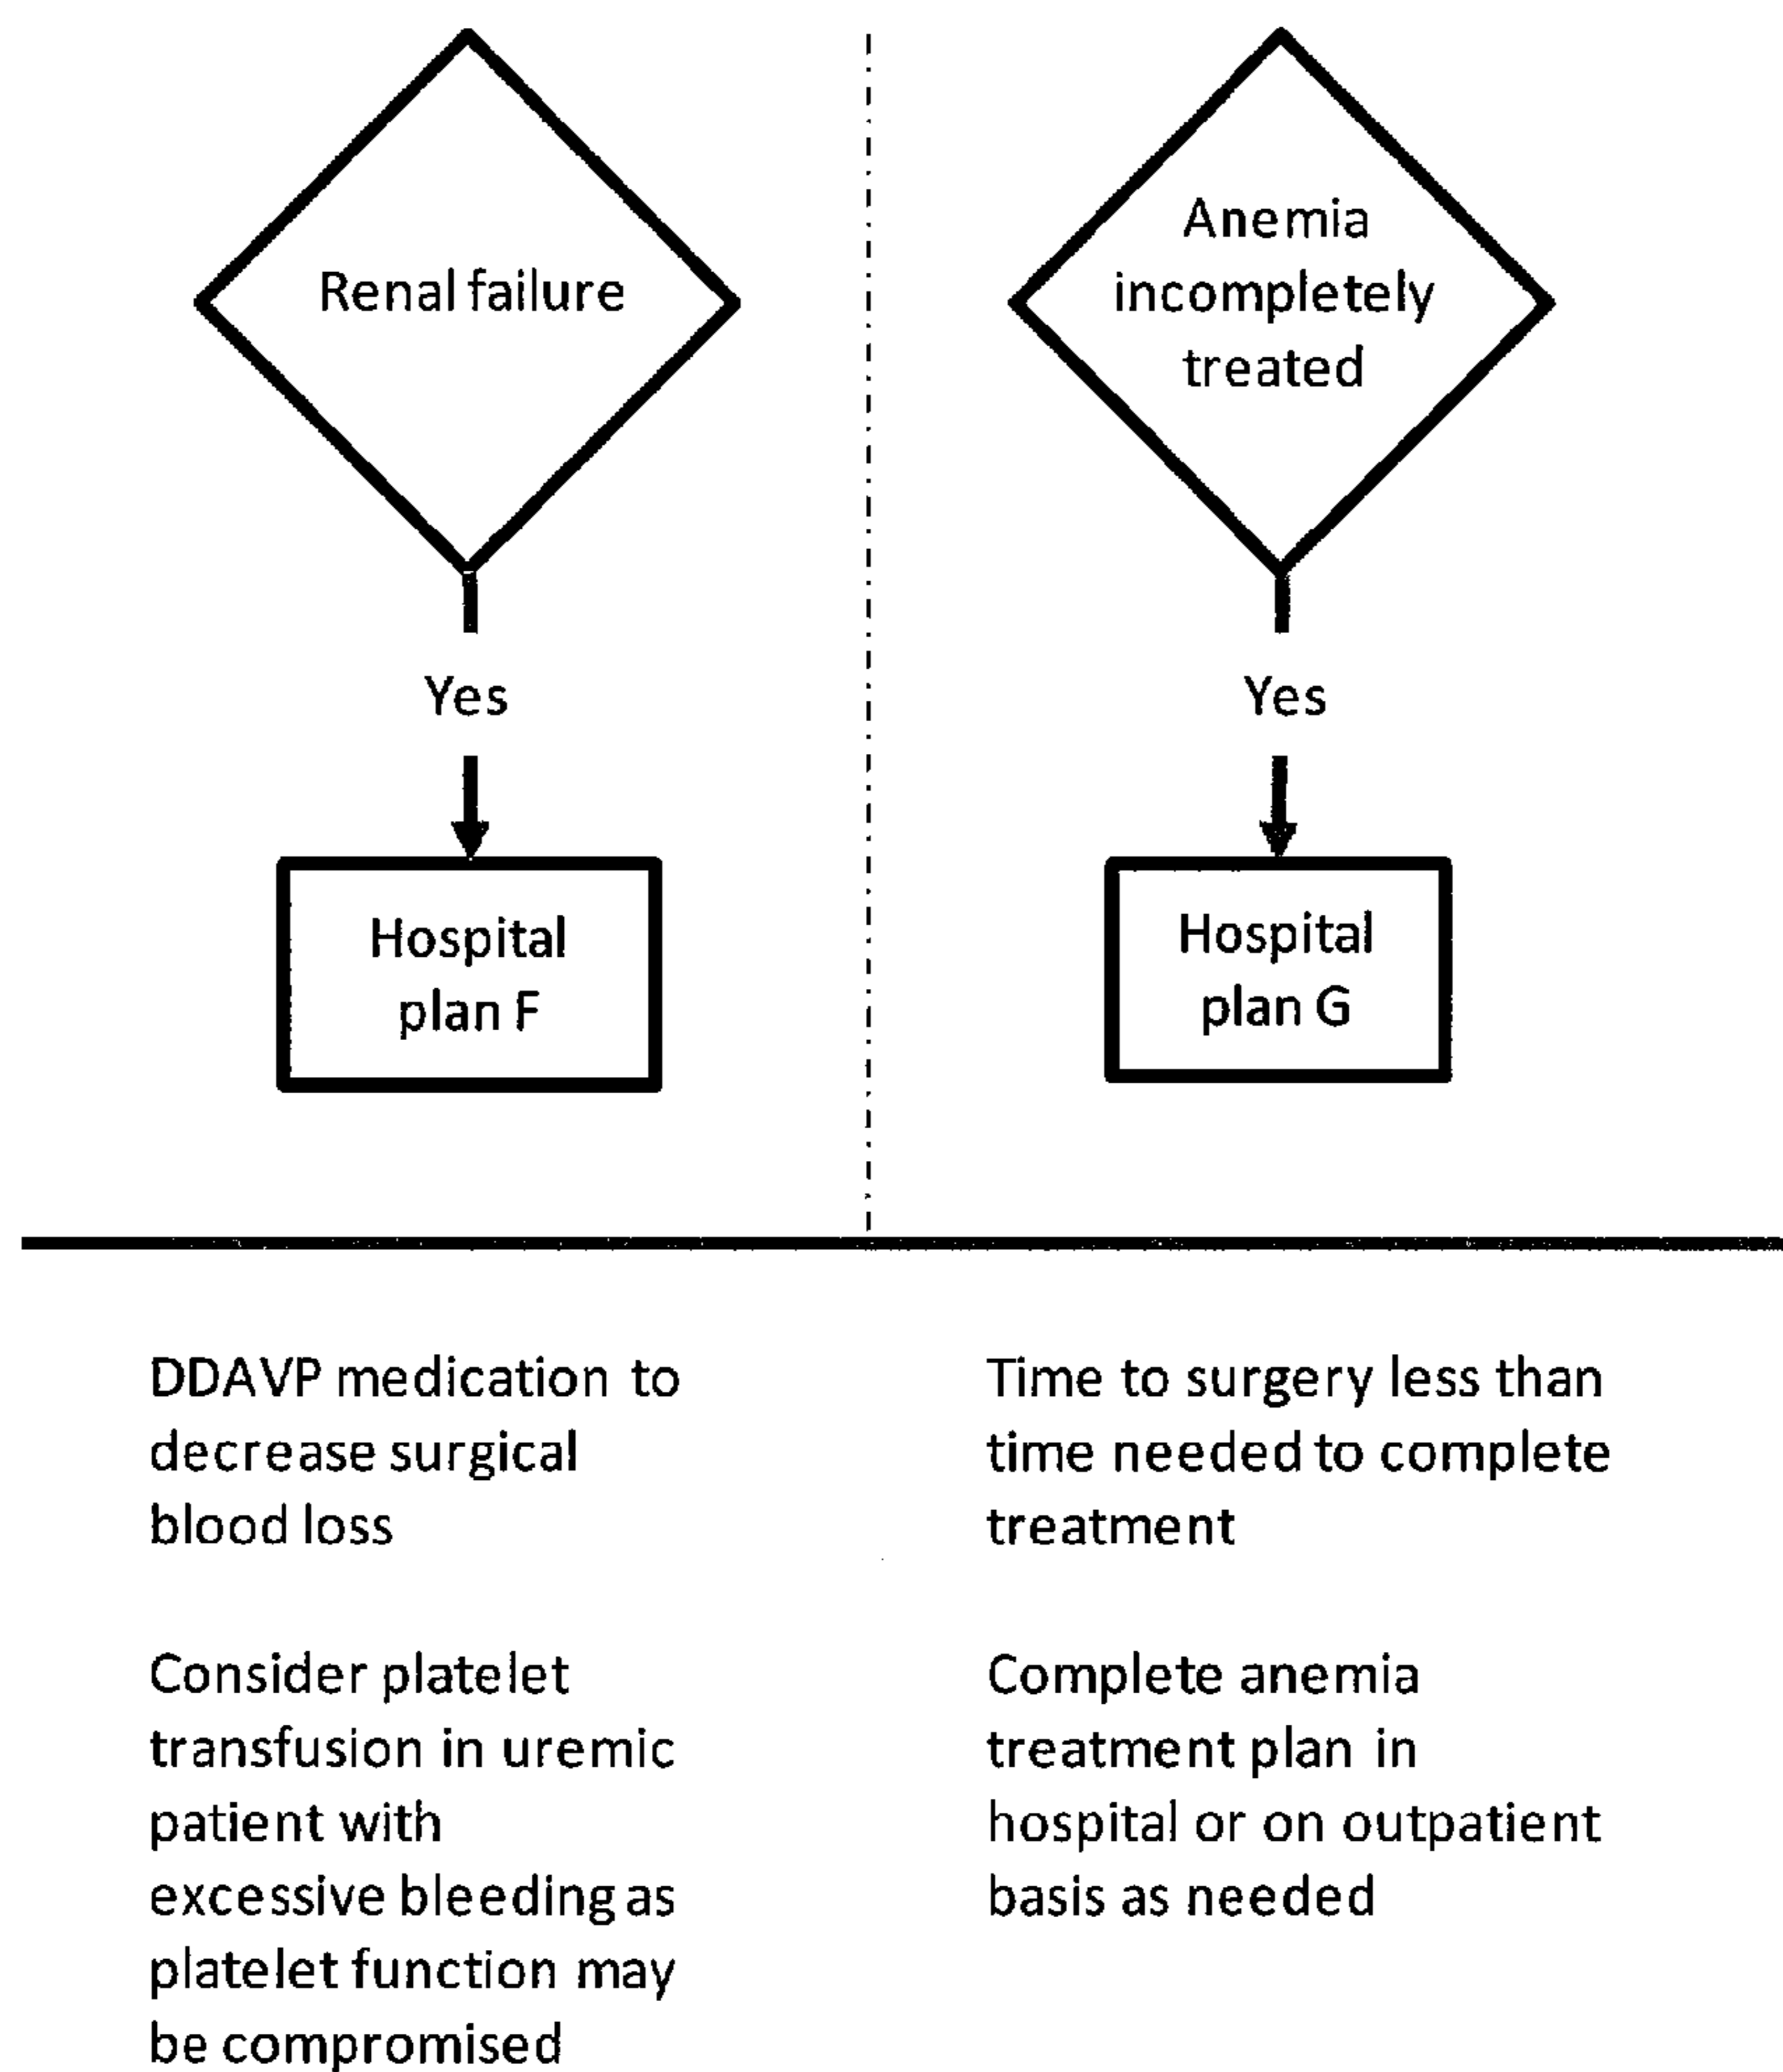 Renal failure
Yes
Hospital
plan F
Anemia
incompletely
treated
Yes
Hospital
plan G
DDAVP medication to
decrease surgical
blood loss
Consider platelet
transfusion in uremic
patient with
excessive bleeding as
platelet function may
be compromised
Time to surgery less than
time needed to complete
treatment
Complete anemia
treatment plan in
hospital or on outpatient
basis as needed